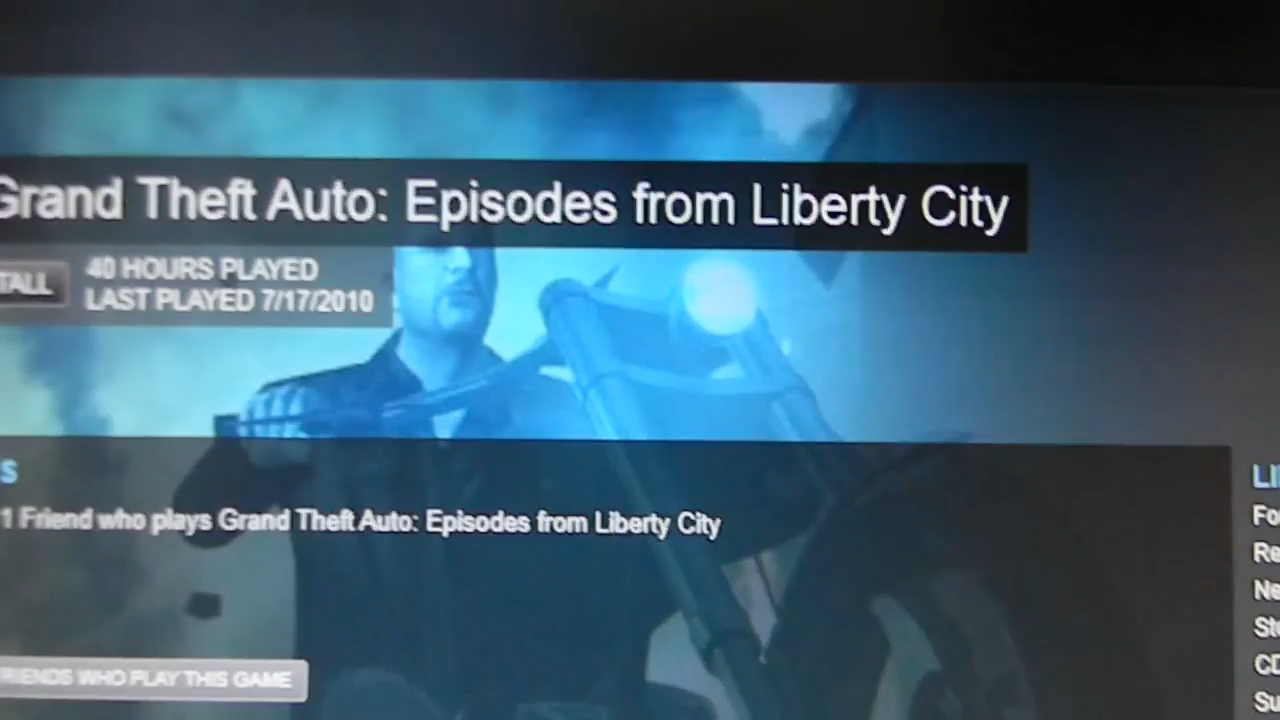 Grand Theft Auto: Episodes from Liberty City
40 HOURS PLAYED
LAST PLAYED 7/17/2010
1 Friend who plays Grand Theft Auto: Episodes from Liberty City
FRIENDS WHO PLAY THIS GAME
CD